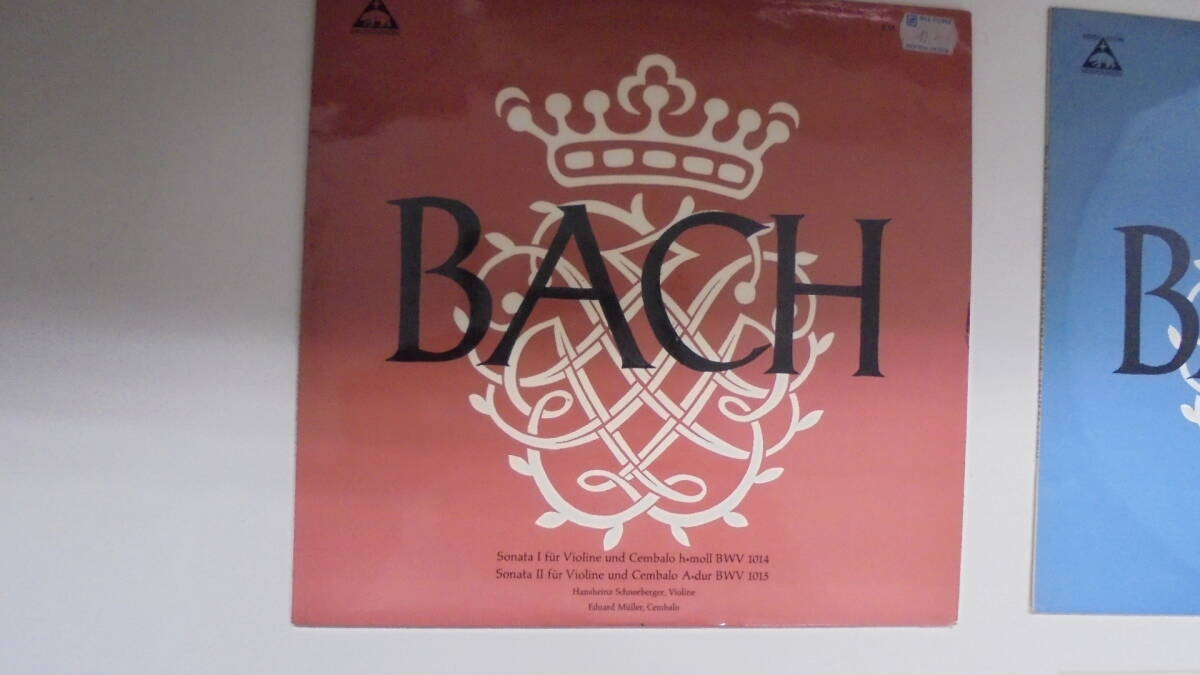 BACH
Sonata I für Violine und Cembalo h-moll BWV 1014
Sonata II für Violine und Cembalo A-dur BWV 1015
Hansheinz Schneeberger, Violine
Eduard Müller, Cembalo
B